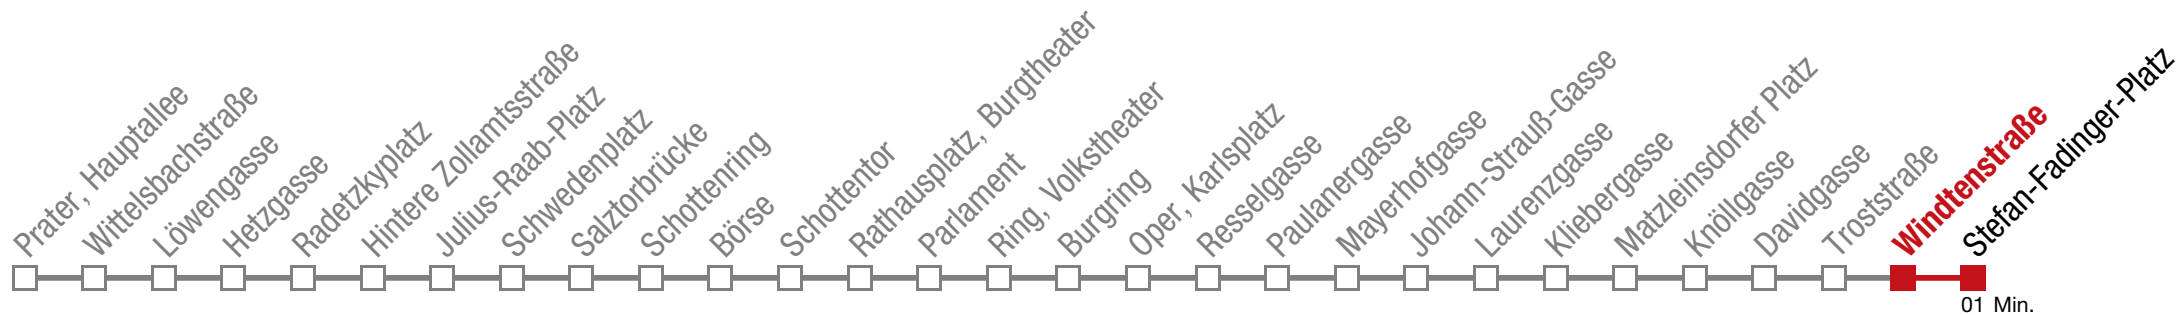 Prater, Hauptallee
Wittelsbachstraße
Löwengasse
Hetzgasse
Radetzkyplatz
Hintere Zollamtsstraße
Julius-Raab-Platz
Schwedenplatz
Salztorbrücke
Schottenring
Börse
Schottentor
Rathausplatz, Burgtheater
Parlament
Ring, Volkstheater
Burgring
Oper, Karlsplatz
Resselgasse
Paulanergasse
Mayerhofgasse
Johann-Strauß-Gasse
Laurenzgasse
Kliebergasse
Matzleinsdorfer Platz
Knöllgasse
Davidgasse
Troststraße
Windtenstraße
Stefan-Fadinger-Platz
01 Min.